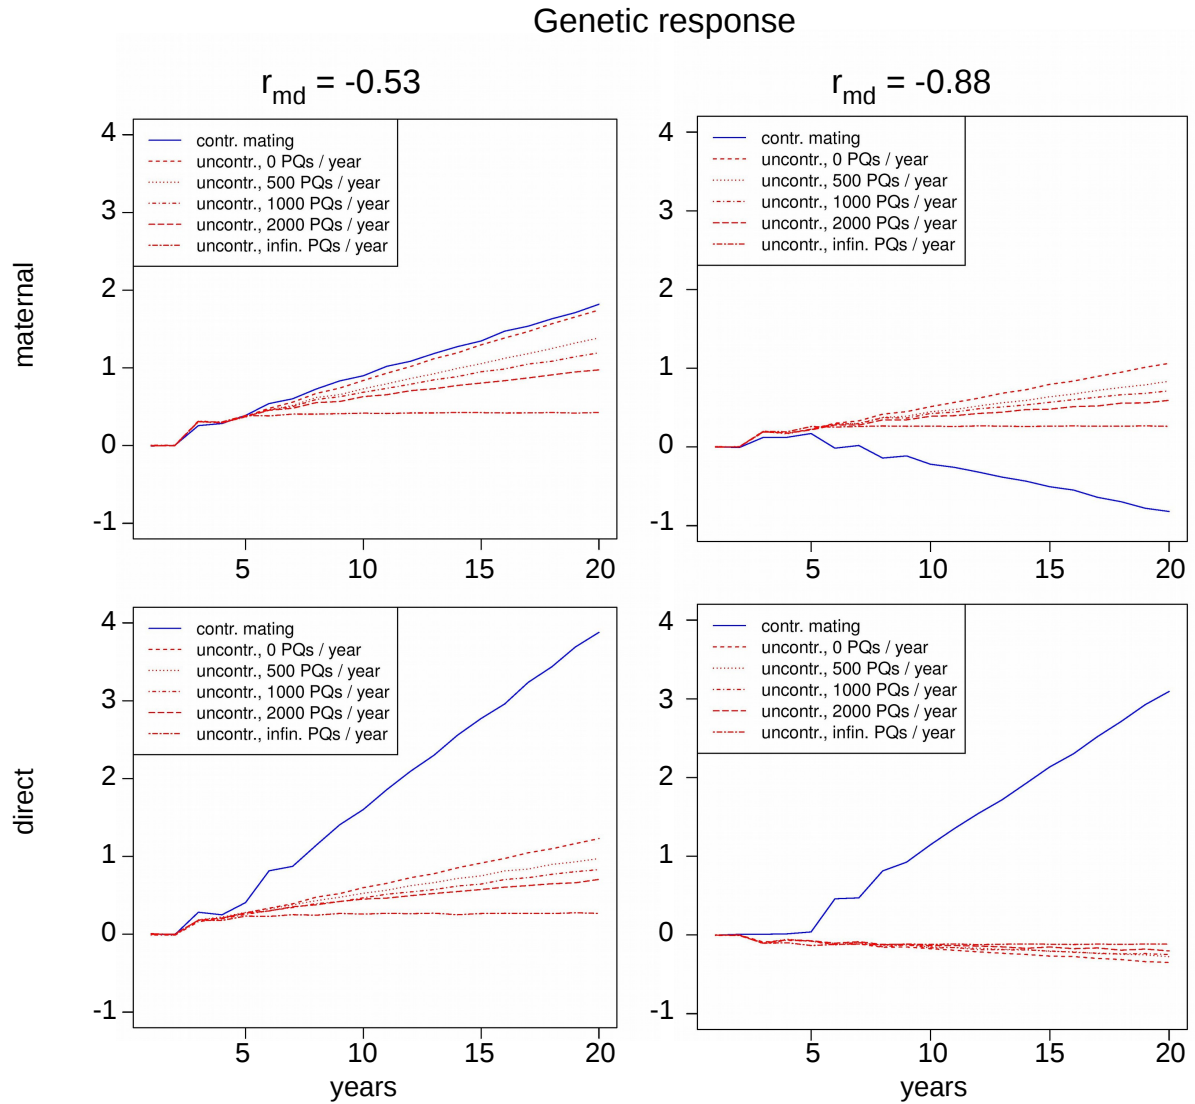 Genetic response
r_md = -0.53
r_md = -0.88
maternal
4
3
2
1
0
-1
contr. mating
uncontr., 0 PQs / year
uncontr., 500 PQs / year
uncontr., 1000 PQs / year
uncontr., 2000 PQs / year
uncontr., infin. PQs / year
5 10 15 20
4
3
2
1
0
-1
contr. mating
uncontr., 0 PQs / year
uncontr., 500 PQs / year
uncontr., 1000 PQs / year
uncontr., 2000 PQs / year
uncontr., infin. PQs / year
5 10 15 20
direct
4
3
2
1
0
-1
contr. mating
uncontr., 0 PQs / year
uncontr., 500 PQs / year
uncontr., 1000 PQs / year
uncontr., 2000 PQs / year
uncontr., infin. PQs / year
5 10 15 20
years
4
3
2
1
0
-1
contr. mating
uncontr., 0 PQs / year
uncontr., 500 PQs / year
uncontr., 1000 PQs / year
uncontr., 2000 PQs / year
uncontr., infin. PQs / year
5 10 15 20
years